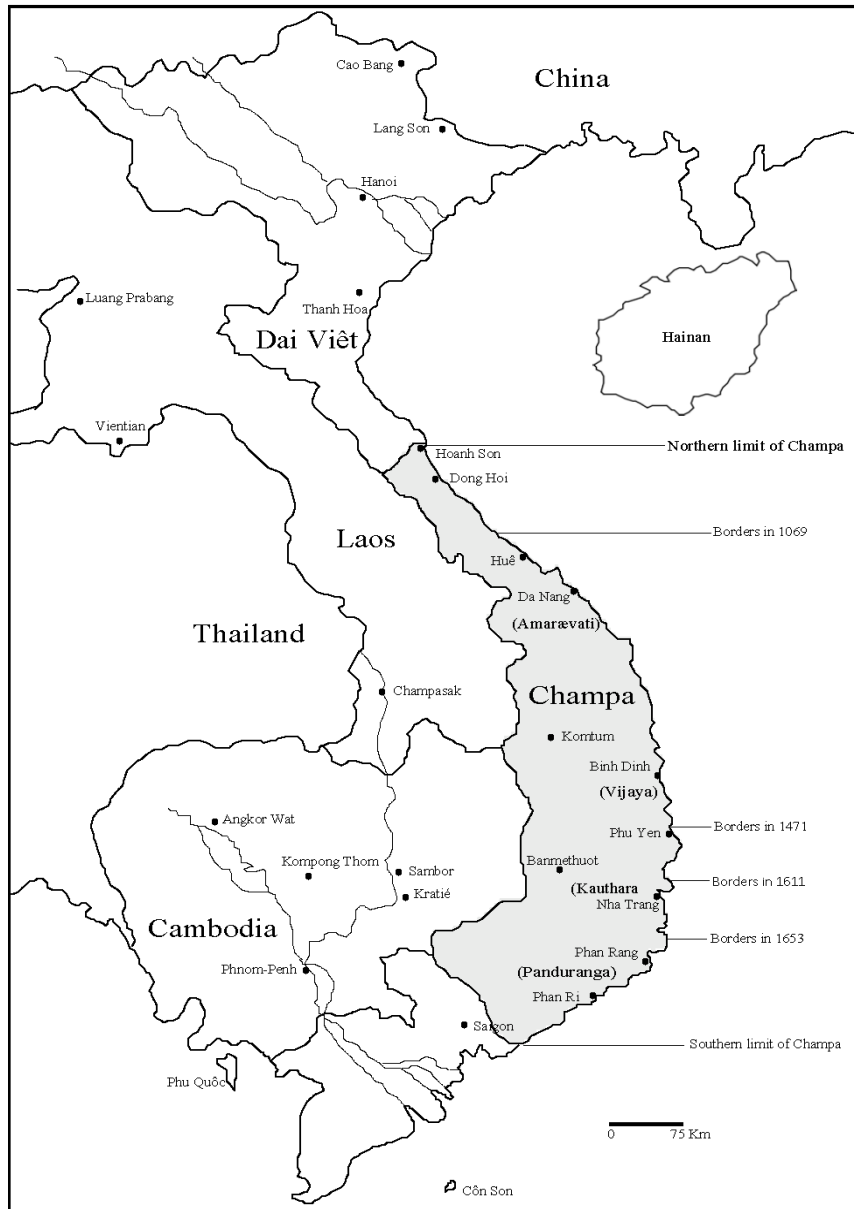 Cao Bang
China
Lang Son
Hanoi
Luang Prabang
Thanh Hoa
Dai Viêt
Hainan
Vientian
Northern limit of Champa
Hoanh Son
Dong Hoi
Borders in 1069
Laos
Huê
Da Nang
(Amarævati)
Thailand
Champasak
Champa
Komtum
Binh Dinh
(Vijaya)
Angkor Wat
Borders in 1471
Phu Yen
Kompong Thom
Sambor
Banmethuot
Borders in 1611
(Kauthara
Kratié
Nha Trang
Cambodia
Borders in 1653
Phan Rang
Phnom-Penh
(Panduranga)
Phan Ri
Saigon
Southern limit of Champa
Phu Quôc
0 75 Km
Côn Son